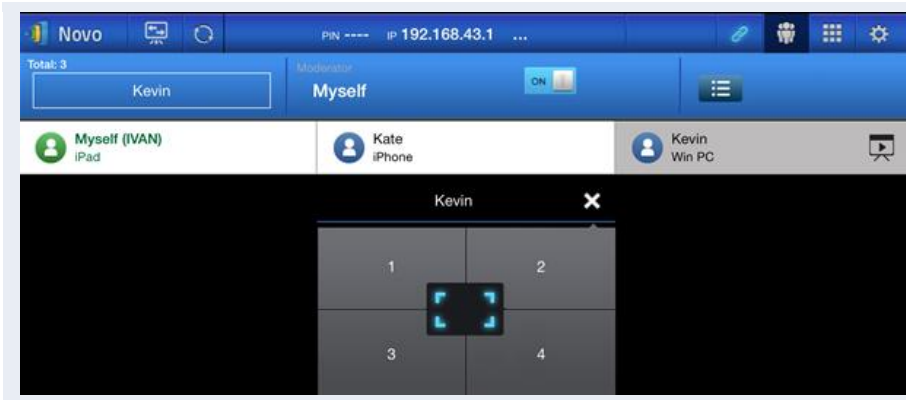 Novo PIN ---- IP 192.168.43.1 ...
Total: 3
Kevin
Moderator
Myself
ON
Myself (IVAN)
iPad
Kate
iPhone
Kevin
Win PC
Kevin
1 2
3 4